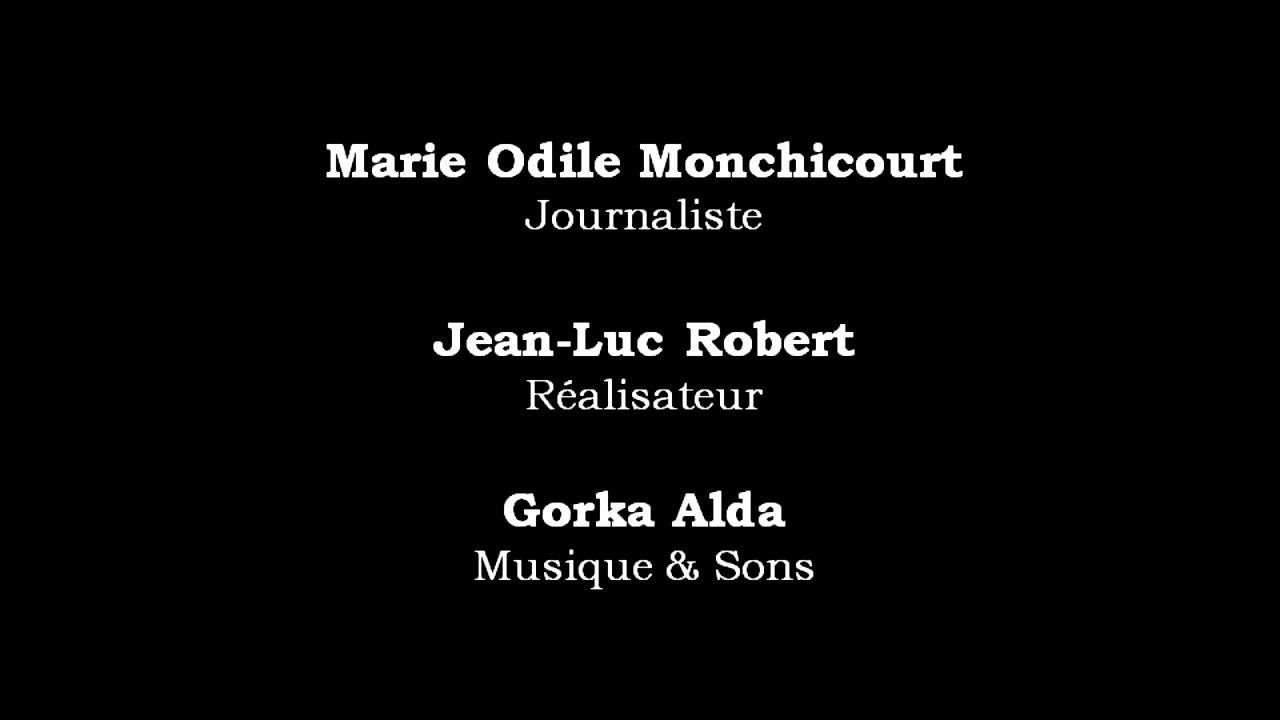 Marie Odile Monchicourt
Journaliste
Jean-Luc Robert
Réalisateur
Gorka Alda
Musique & Sons